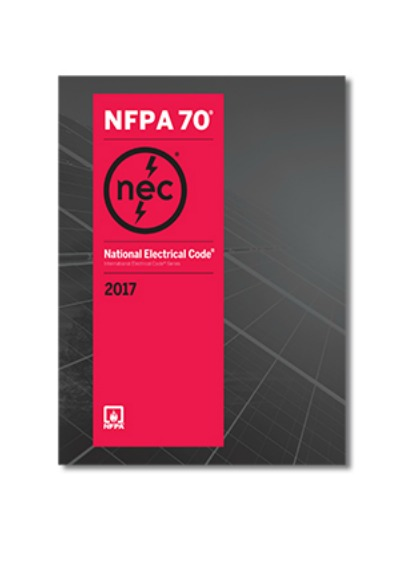 NFPA 70®
nec®
National Electrical Code®
International Electrical Code® Series
2017
NFPA